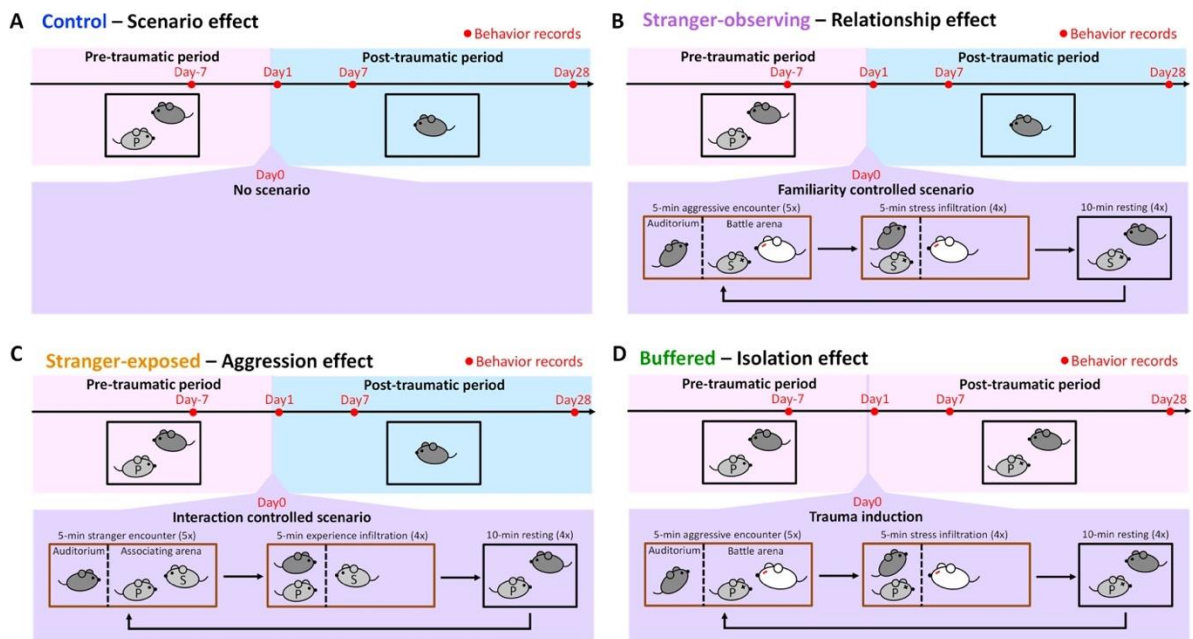 A Control – Scenario effect
Behavior records
Pre-traumatic period
Post-traumatic period
Day-7
Day1
Day7
Day28
P
Day0
No scenario
B Stranger-observing – Relationship effect
Behavior records
Pre-traumatic period
Post-traumatic period
Day-7
Day1
Day7
Day28
P
Day0
Familiarity controlled scenario
5-min aggressive encounter (5x)
5-min stress infiltration (4x)
10-min resting (4x)
Auditorium
Battle arena
S
S
S
C Stranger-exposed – Aggression effect
Behavior records
Pre-traumatic period
Post-traumatic period
Day-7
Day1
Day7
Day28
P
Day0
Interaction controlled scenario
5-min stranger encounter (5x)
5-min experience infiltration (4x)
10-min resting (4x)
Auditorium
Associating arena
P
S
P
S
P
D Buffered – Isolation effect
Behavior records
Pre-traumatic period
Post-traumatic period
Day-7
Day1
Day7
Day28
P
P
Day0
Trauma induction
5-min aggressive encounter (5x)
5-min stress infiltration (4x)
10-min resting (4x)
Auditorium
Battle arena
P
P
P